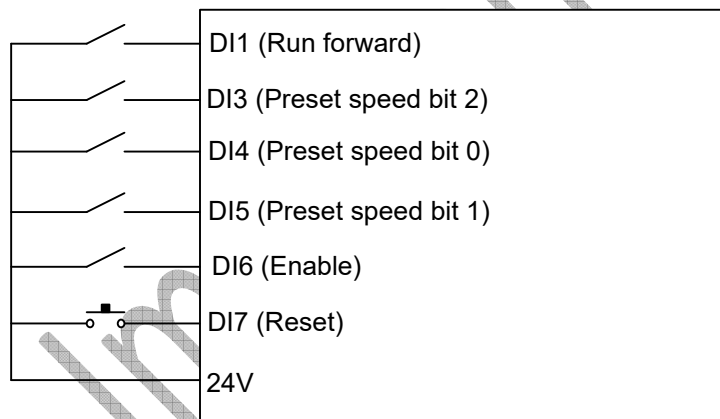 DI1 (Run forward)
DI3 (Preset speed bit 2)
DI4 (Preset speed bit 0)
DI5 (Preset speed bit 1)
DI6 (Enable)
DI7 (Reset)
24V